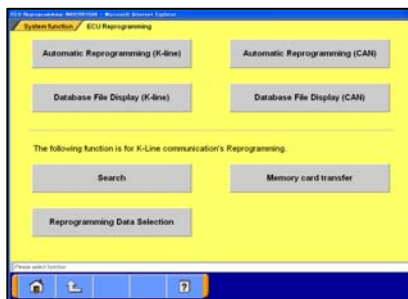 System function
ECU Reprogramming
Automatic Reprogramming (K-line)
Automatic Reprogramming (CAN)
Database File Display (K-line)
Database File Display (CAN)
The following function is for K-Line communication's Reprogramming.
Search
Memory card transfer
Reprogramming Data Selection
Please select function.
?